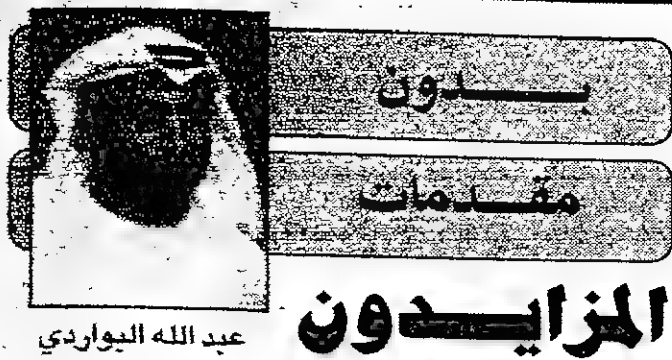 بدون
مقدمات
المزايدون
عبد الله البواردي